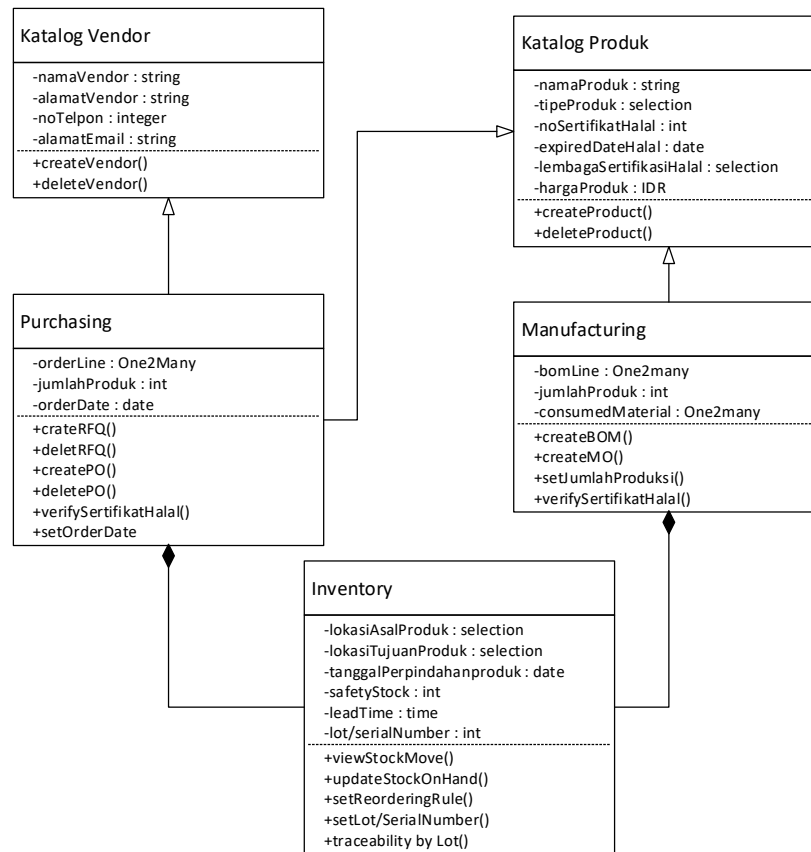 Katalog Vendor
-namaVendor : string
-alamatVendor : string
-noTelpon : integer
-alamatEmail : string
+createVendor()
+deleteVendor()
Katalog Produk
-namaProduk : string
-tipeProduk : selection
-noSertifikatHalal : int
-expiredDateHalal : date
-lembagaSertifikasiHalal : selection
-hargaProduk : IDR
+createProduct()
+deleteProduct()
Purchasing
-orderLine : One2Many
-jumlahProduk : int
-orderDate : date
+crateRFQ()
+deletRFQ()
+createPO()
+deletePO()
+verifySertifikatHalal()
+setOrderDate
Manufacturing
-bomLine : One2many
-jumlahProduk : int
-consumedMaterial : One2many
+createBOM()
+createMO()
+setJumlahProduksi()
+verifySertifikatHalal()
Inventory
-lokasiAsalProduk : selection
-lokasiTujuanProduk : selection
-tanggalPerpindahanproduk : date
-safetyStock : int
-leadTime : time
-lot/serialNumber : int
+viewStockMove()
+updateStockOnHand()
+setReorderingRule()
+setLot/SerialNumber()
+traceability by Lot()